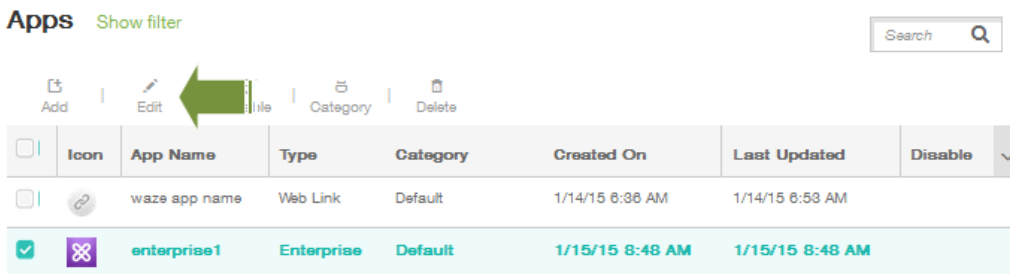 Apps Show filter
Search
Add Edit Category Delete
Icon App Name Type Category Created On Last Updated Disable
waze app name Web Link Default 1/14/15 6:36 AM 1/14/15 6:53 AM
enterprise1 Enterprise Default 1/15/15 8:48 AM 1/15/15 8:48 AM